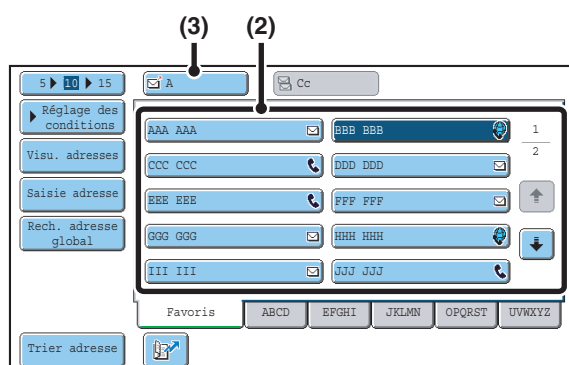 (3) (2)
5 10 15
A
Cc
Réglage des
conditions
Visu. adresses
Saisie adresse
Rech. adresse
global
AAA AAA
BBB BBB
CCC CCC
DDD DDD
EEE EEE
FFF FFF
GGG GGG
HHH HHH
III III
JJJ JJJ
1
2
Favoris ABCD EFGHI JKLMN OPQRST UVWXYZ
Trier adresse